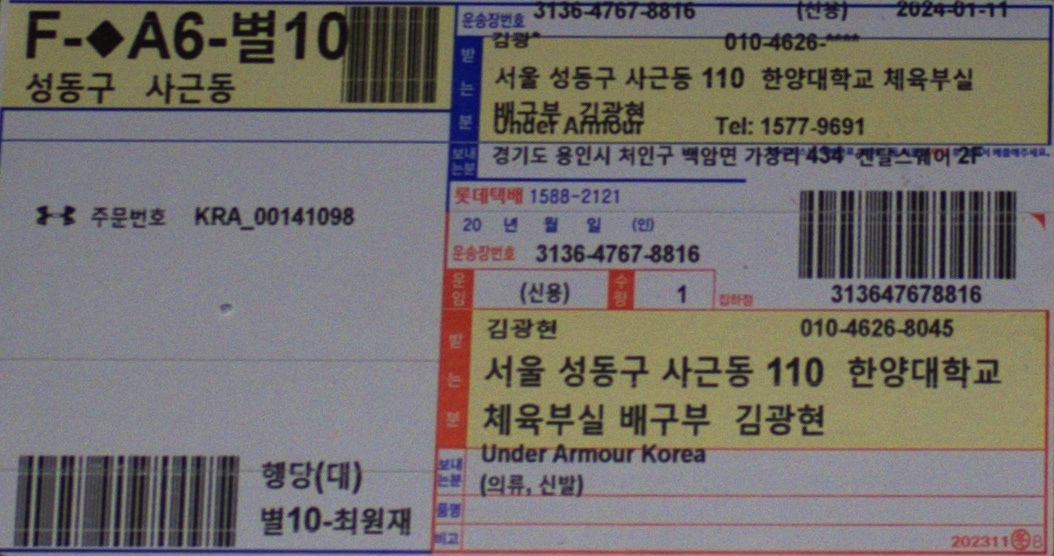 F-◆A6-별10
성동구 사근동
운송장번호 3136-4767-8816 (신용) 2024-01-11
받는분
김광* 010-4626-****
서울 성동구 사근동 110 한양대학교 체육부실
배구부 김광현
Under Armour Tel: 1577-9691
보내는분 경기도 용인시 처인구 백암면 가창리 434 켄달스퀘어 2F
주문번호 KRA_00141098
롯데택배 1588-2121
20 년 월 일 (인)
운송장번호 3136-4767-8816
운임 (신용) 수량 1 집하점
313647678816
받는분
김광현 010-4626-8045
서울 성동구 사근동 110 한양대학교
체육부실 배구부 김광현
보내는분 Under Armour Korea
(의류, 신발)
품명
비고
행당(대)
별10-최원재
202311